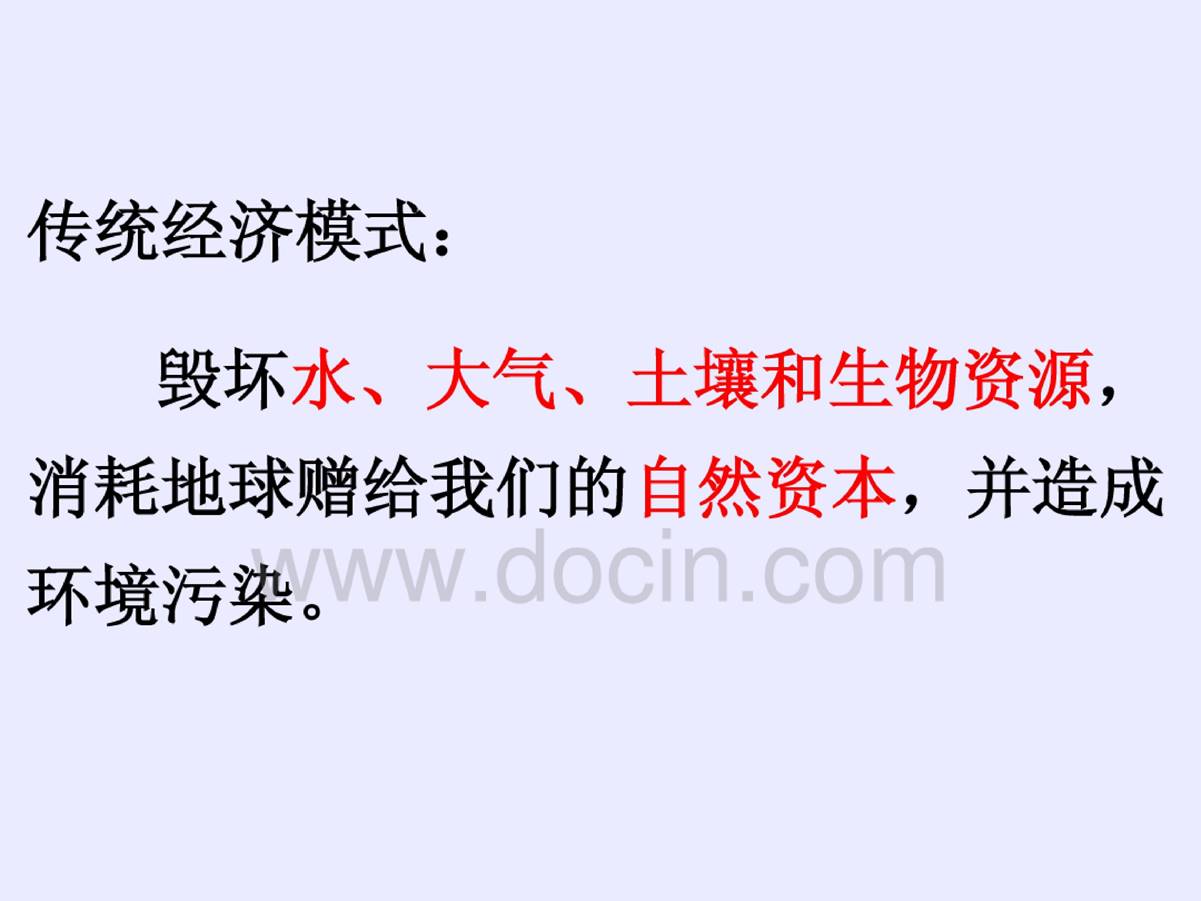 传统经济模式：
毁坏水、大气、土壤和生物资源，
消耗地球赠给我们的自然资本，并造成
环境污染。
www.docin.com